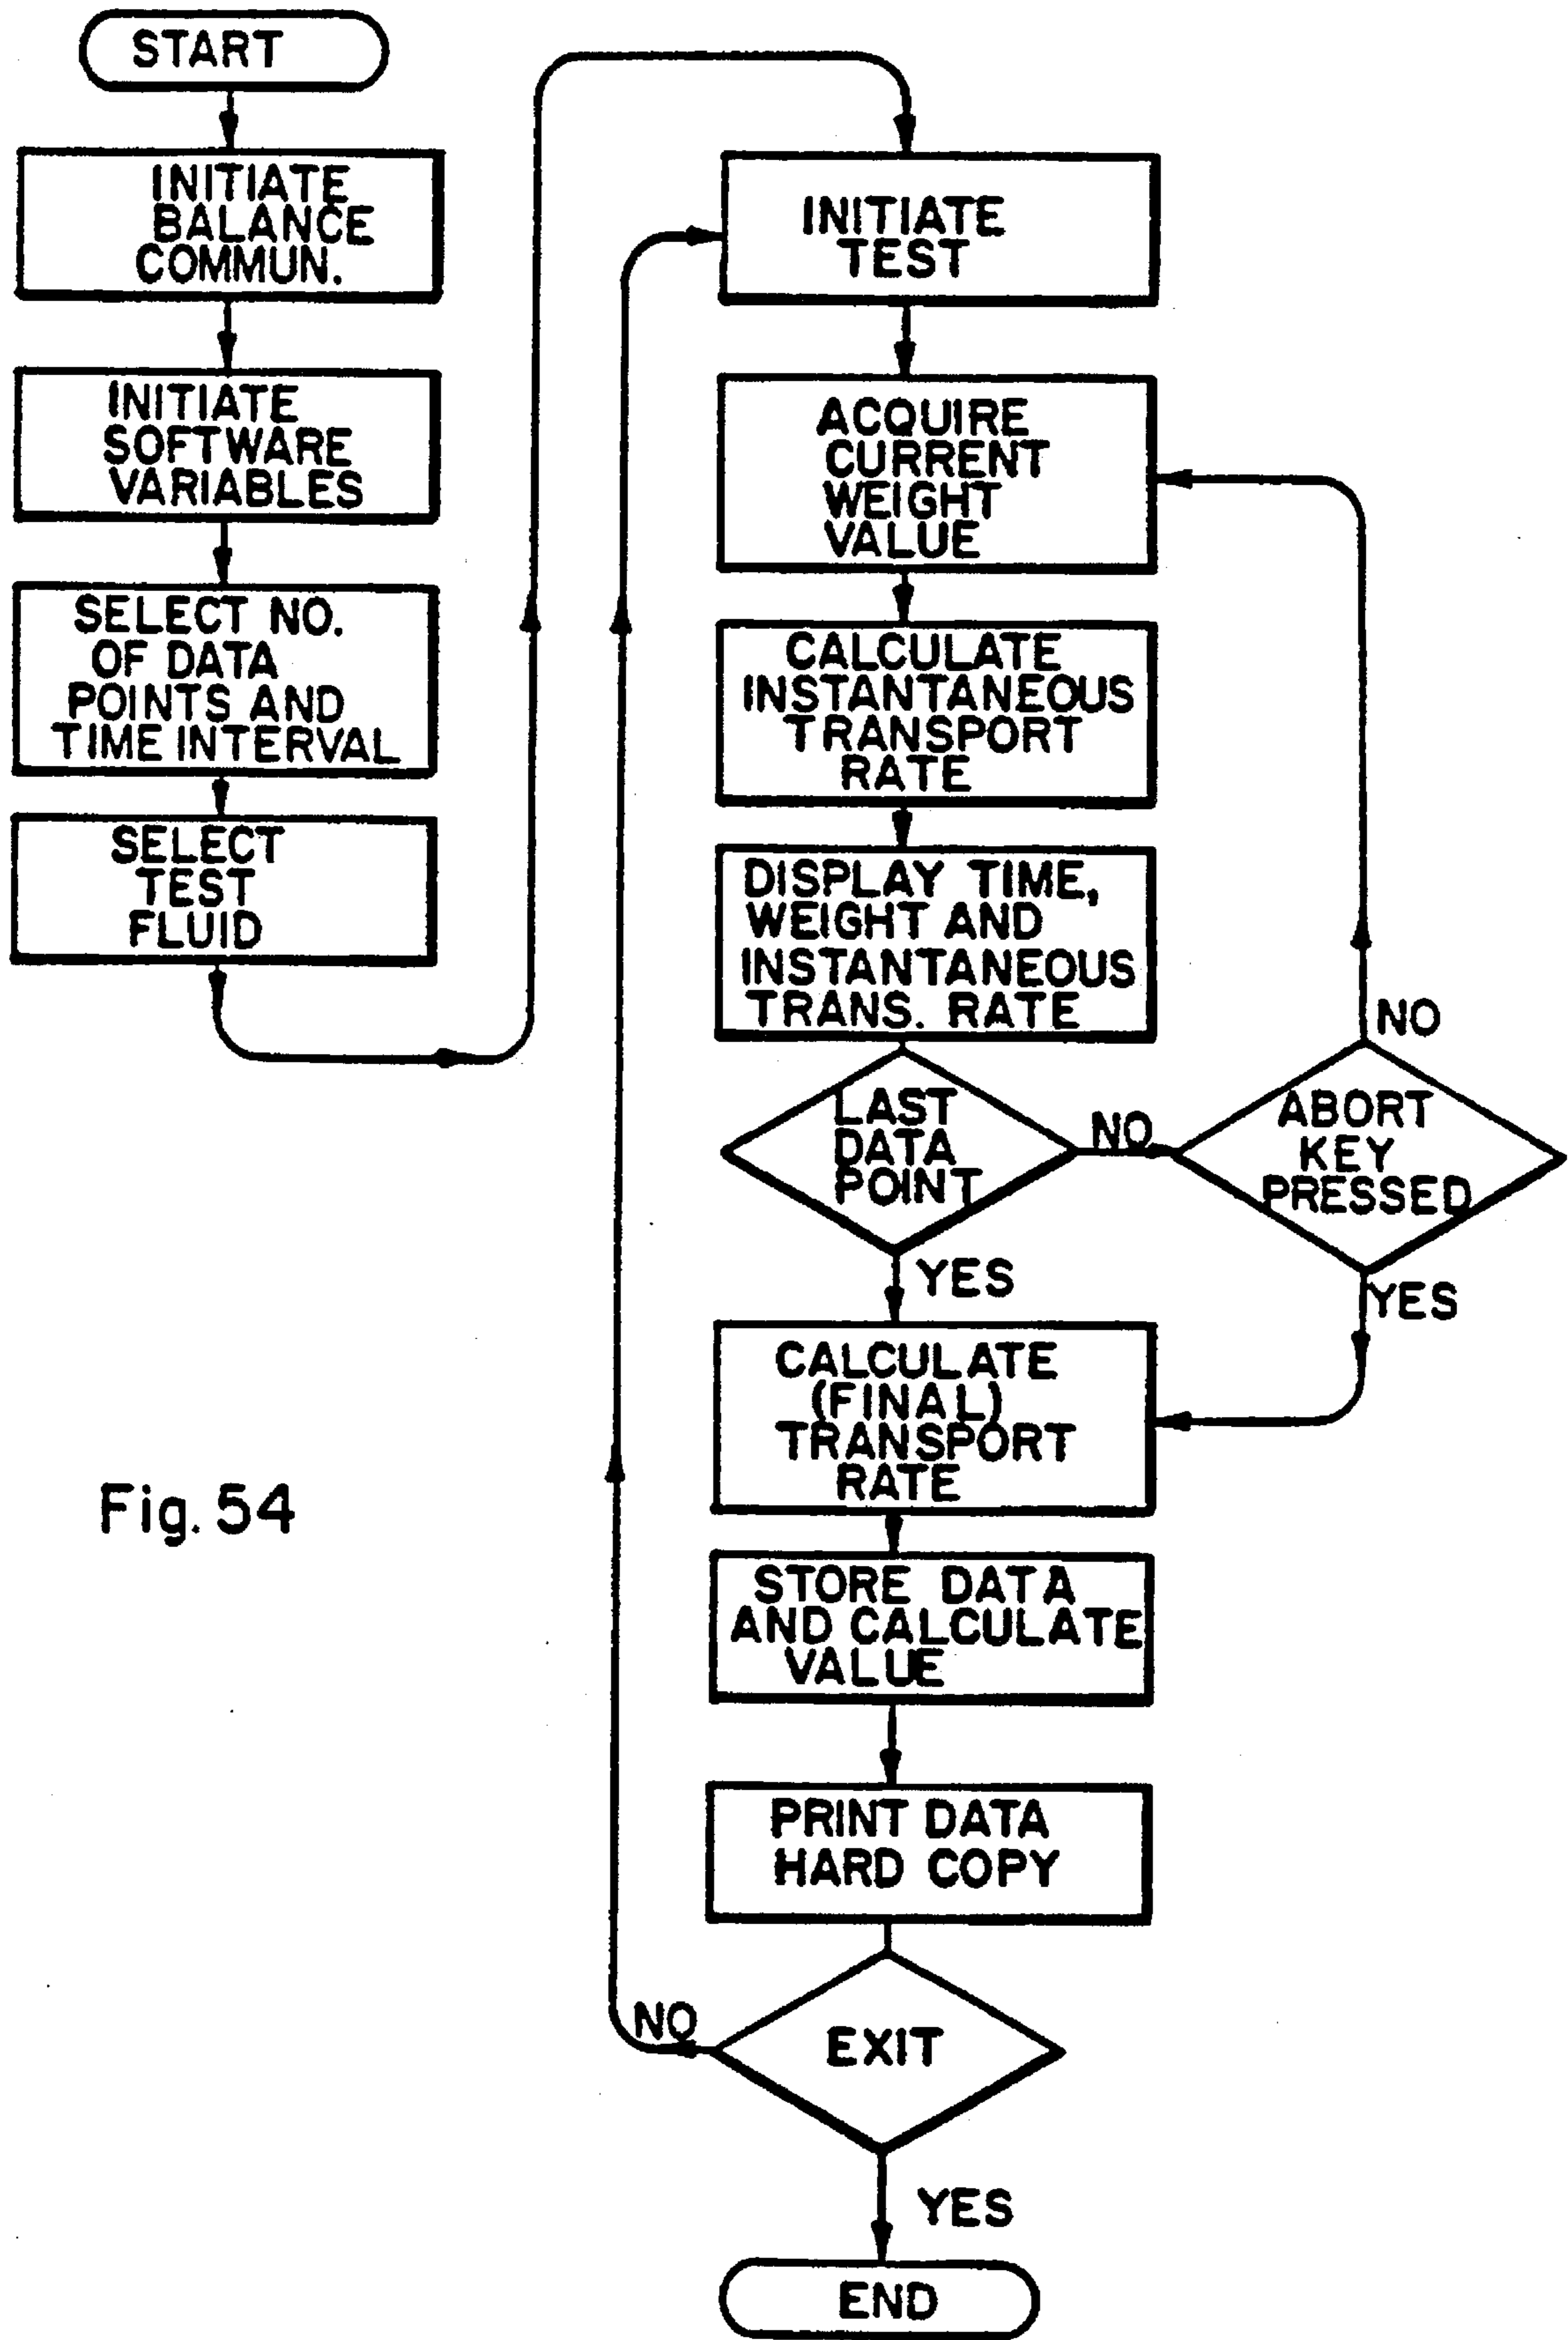 START
INITIATE
BALANCE
COMMUN.
INITIATE
SOFTWARE
VARIABLES
SELECT NO.
OF DATA
POINTS AND
TIME INTERVAL
SELECT
TEST
FLUID
INITIATE
TEST
ACQUIRE
CURRENT
WEIGHT
VALUE
CALCULATE
INSTANTANEOUS
TRANSPORT
RATE
DISPLAY TIME,
WEIGHT AND
INSTANTANEOUS
TRANS. RATE
LAST
DATA
POINT
NO
ABORT
KEY
PRESSED
NO
YES
YES
CALCULATE
(FINAL)
TRANSPORT
RATE
STORE DATA
AND CALCULATE
VALUE
PRINT DATA
HARD COPY
EXIT
NO
YES
END
Fig. 54